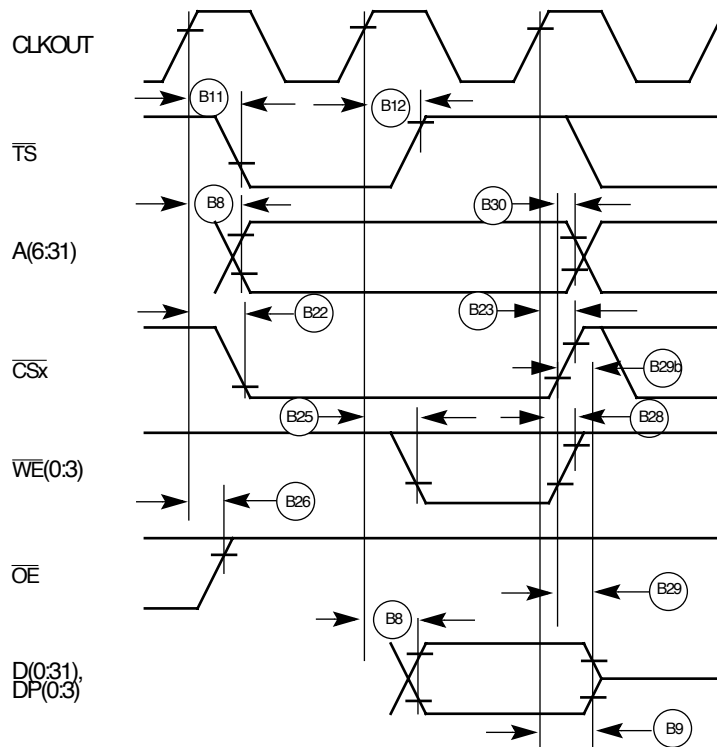 CLKOUT
B11
B12
TS
B8
B30
A(6:31)
B22
B23
CSx
B29b
B25
B28
WE(0:3)
B26
OE
B29
B8
D(0:31),
DP(0:3)
B9